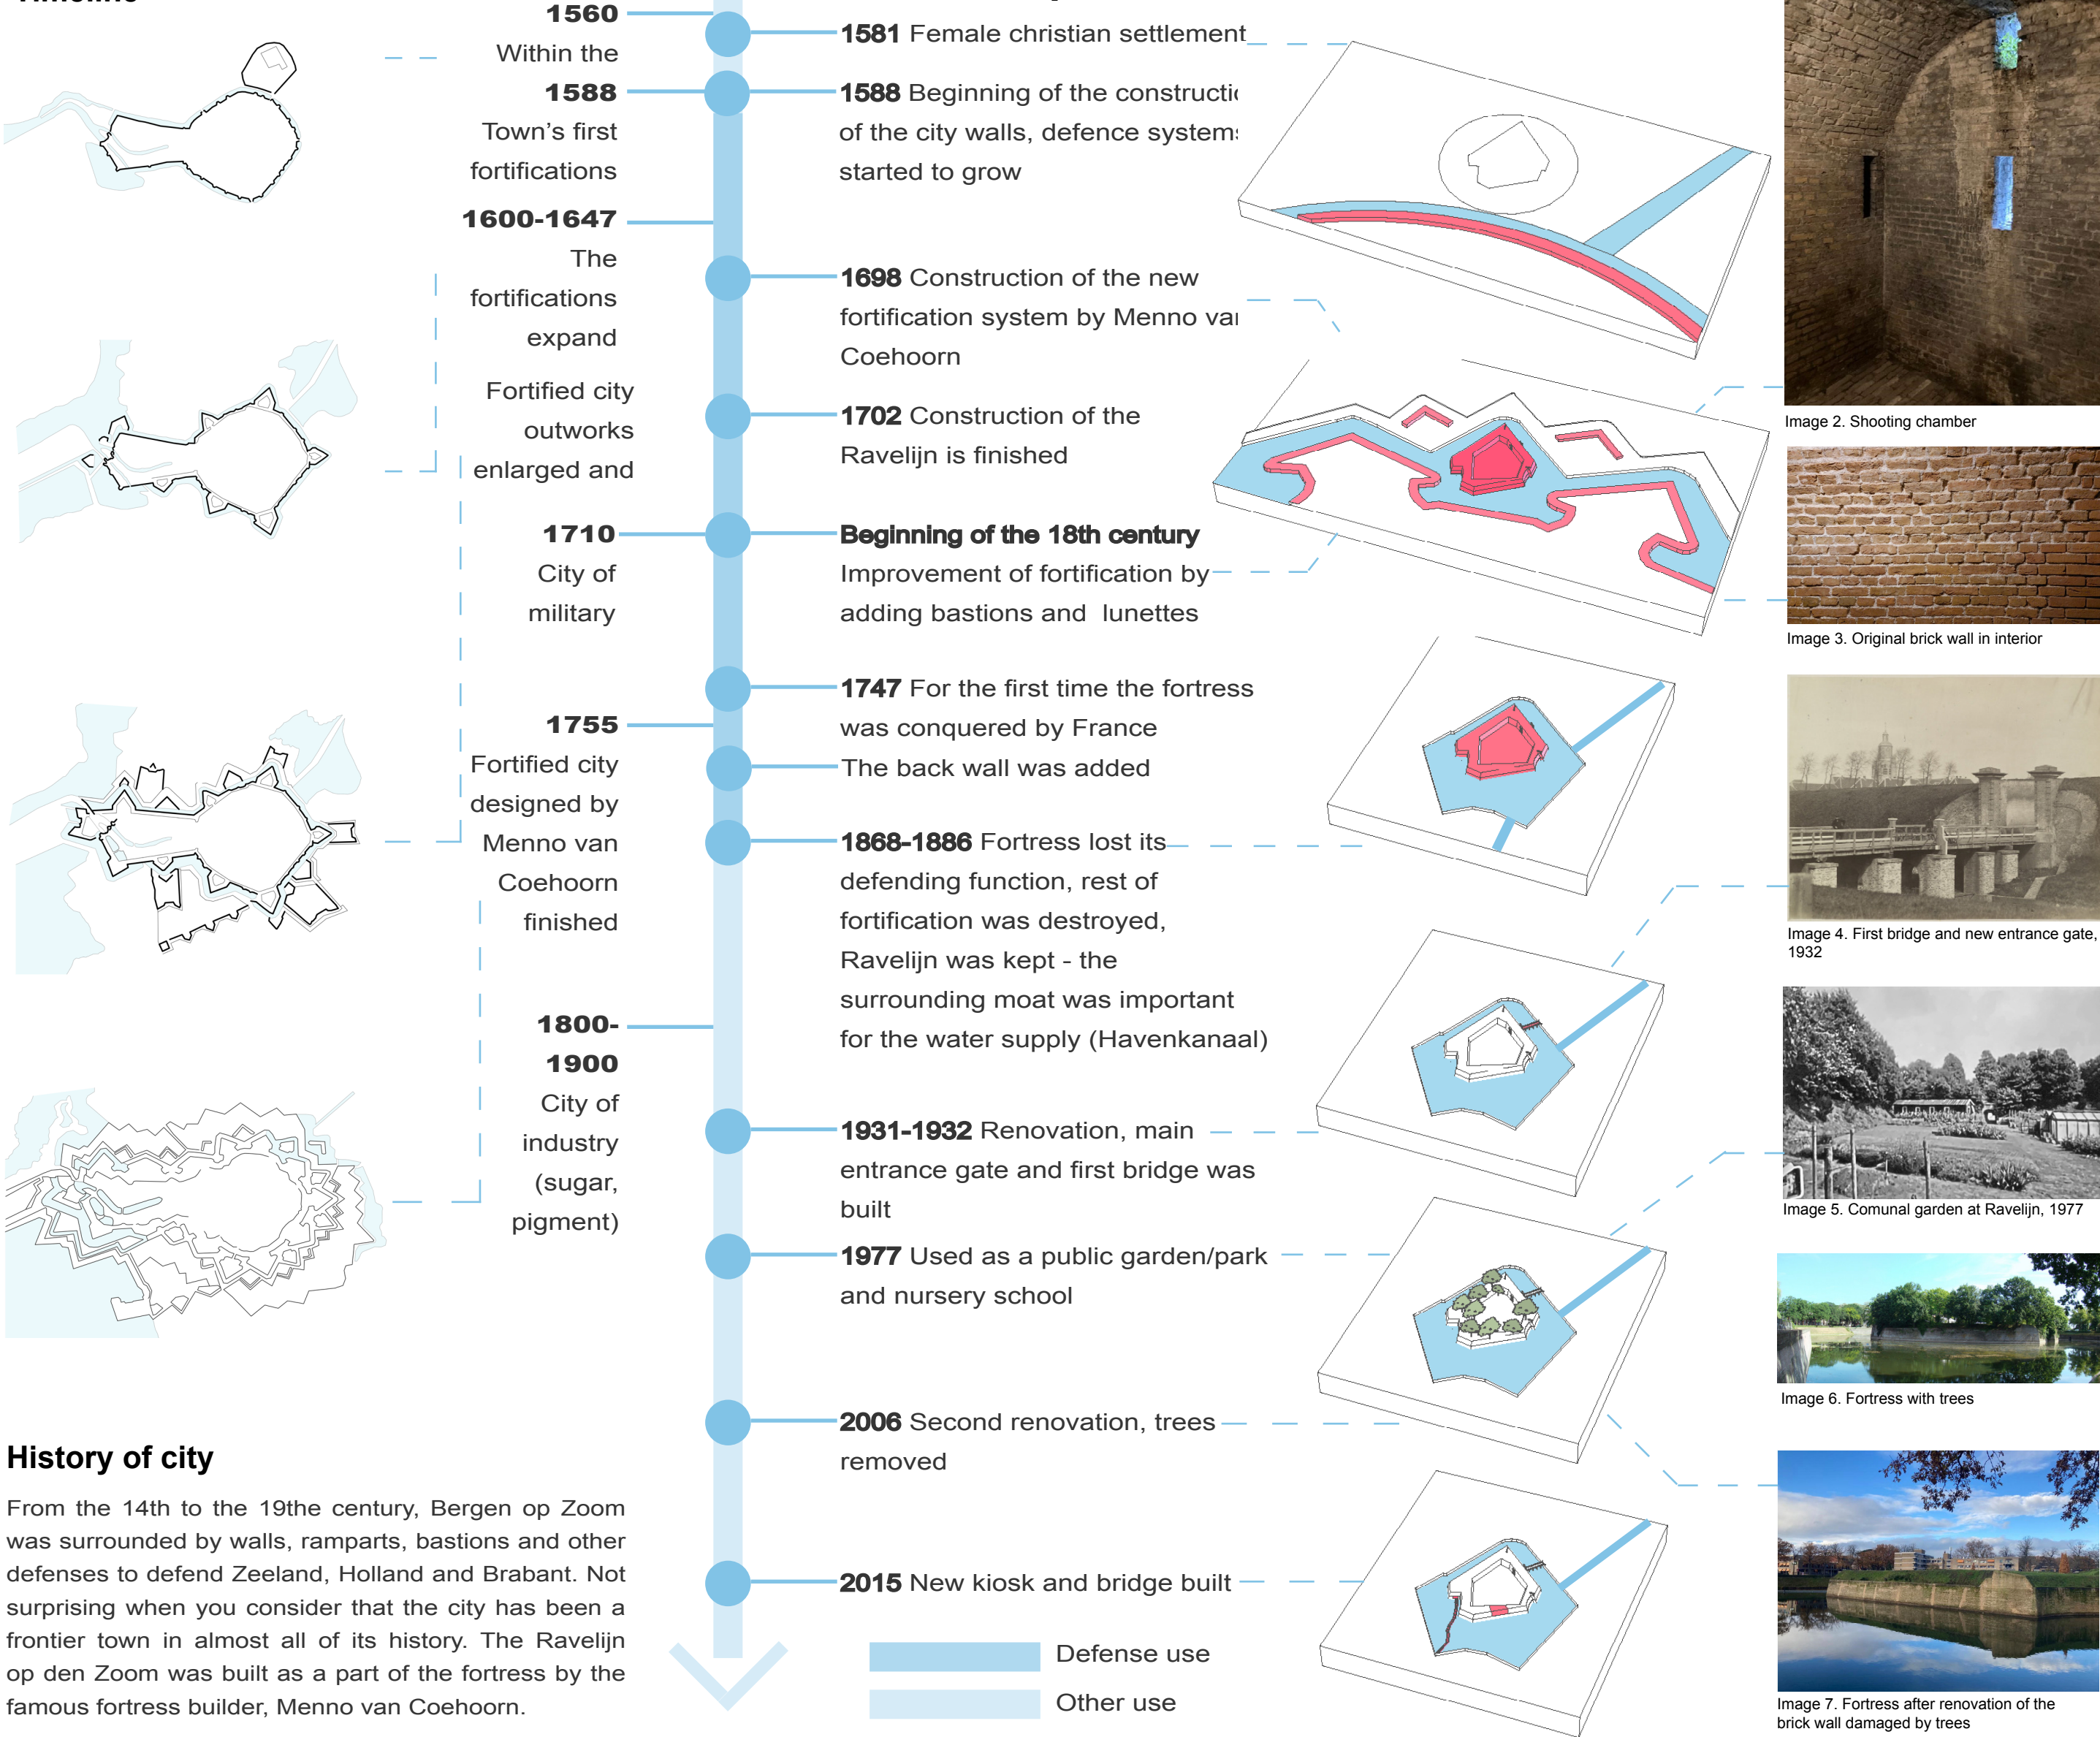 1560
Within the
1588
Town's first
fortifications
1600-1647
The
fortifications
expand
Fortified city
outworks
enlarged and
1710
City of
military
1755
Fortified city
designed by
Menno van
Coehoorn
finished
1800-
1900
City of
industry
(sugar,
pigment)
1581 Female christian settlement
1588 Beginning of the constructi
of the city walls, defence system
started to grow
1698 Construction of the new
fortification system by Menno va
Coehoorn
1702 Construction of the
Ravelijn is finished
Beginning of the 18th century
Improvement of fortification by
adding bastions and lunettes
1747 For the first time the fortress
was conquered by France
The back wall was added
1868-1886 Fortress lost its
defending function, rest of
fortification was destroyed,
Ravelijn was kept - the
surrounding moat was important
for the water supply (Havenkanaal)
1931-1932 Renovation, main
entrance gate and first bridge was
built
1977 Used as a public garden/park
and nursery school
2006 Second renovation, trees
removed
2015 New kiosk and bridge built
Defense use
Other use
History of city
From the 14th to the 19the century, Bergen op Zoom
was surrounded by walls, ramparts, bastions and other
defenses to defend Zeeland, Holland and Brabant. Not
surprising when you consider that the city has been a
frontier town in almost all of its history. The Ravelijn
op den Zoom was built as a part of the fortress by the
famous fortress builder, Menno van Coehoorn.
Image 2. Shooting chamber
Image 3. Original brick wall in interior
Image 4. First bridge and new entrance gate,
1932
Image 5. Comunal garden at Ravelijn, 1977
Image 6. Fortress with trees
Image 7. Fortress after renovation of the
brick wall damaged by trees